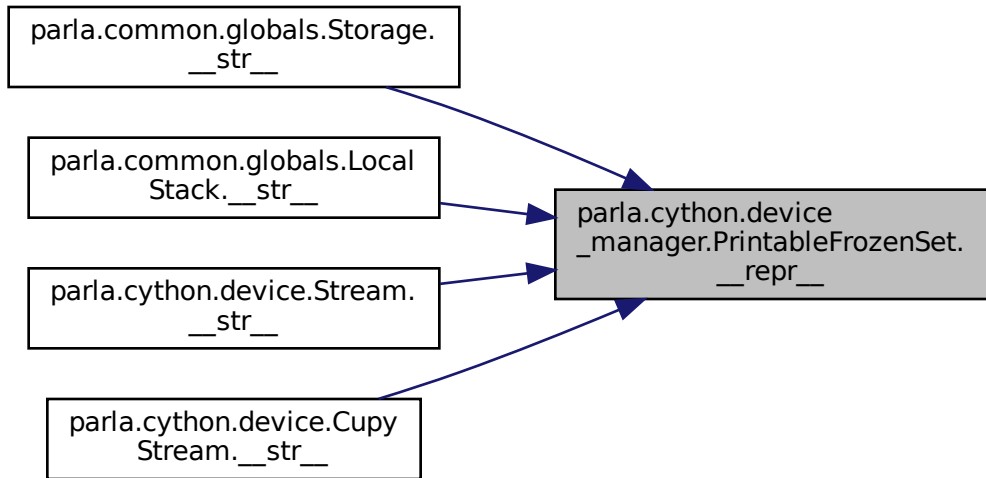 parla.common.globals.Storage.
__str__
parla.common.globals.Local
Stack.__str__
parla.cython.device.Stream.
__str__
parla.cython.device.Cupy
Stream.__str__
parla.cython.device
_manager.PrintableFrozenSet.
__repr__